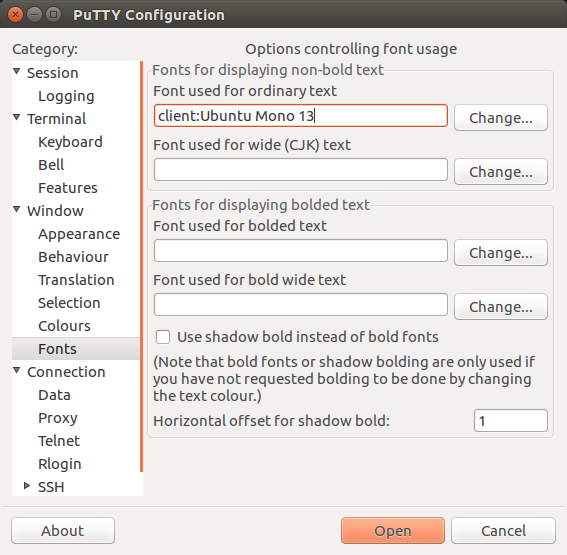 PuTTY Configuration
Category:
Options controlling font usage
Session
Logging
Terminal
Keyboard
Bell
Features
Window
Appearance
Behaviour
Translation
Selection
Colours
Fonts
Connection
Data
Proxy
Telnet
Rlogin
SSH
Fonts for displaying non-bold text
Font used for ordinary text
client:Ubuntu Mono 13
Change...
Font used for wide (CJK) text
Change...
Fonts for displaying bolded text
Font used for bolded text
Change...
Font used for bold wide text
Change...
Use shadow bold instead of bold fonts
(Note that bold fonts or shadow bolding are only used if
you have not requested bolding to be done by changing
the text colour.)
Horizontal offset for shadow bold:
1
About
Open
Cancel